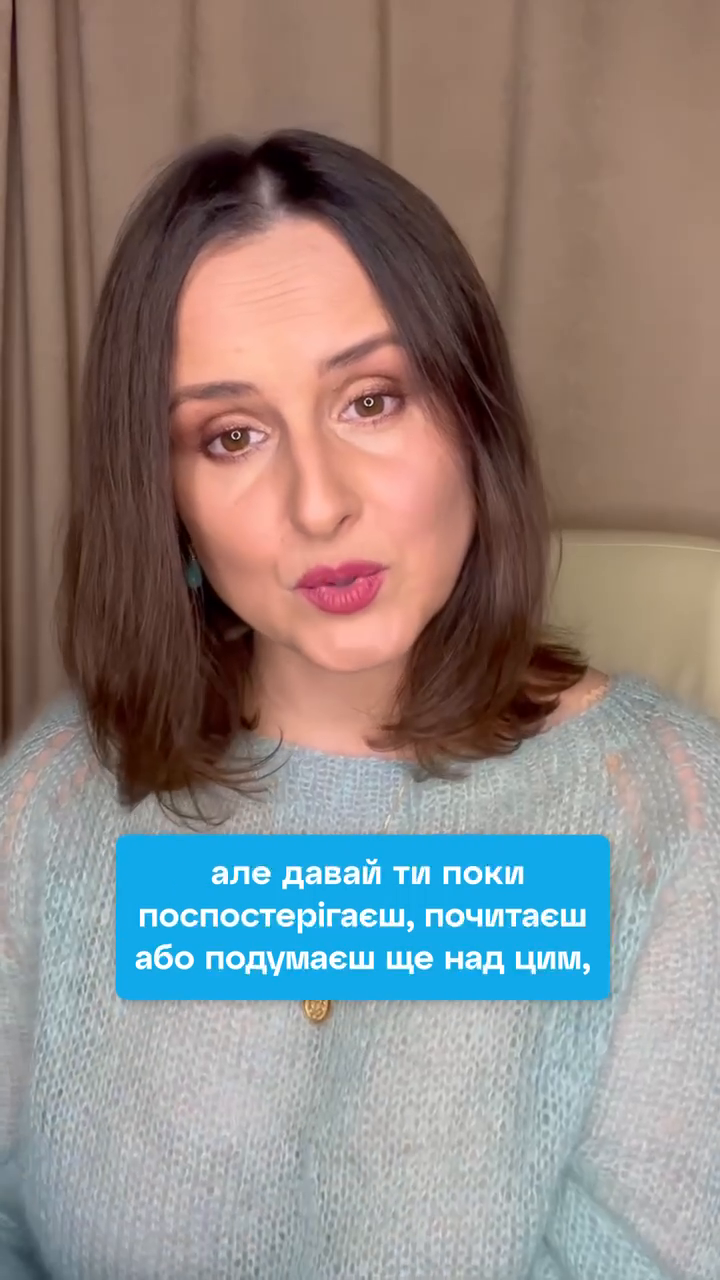 але давай ти поки
поспостерігаєш, почитаєш
або подумаєш ще над цим,